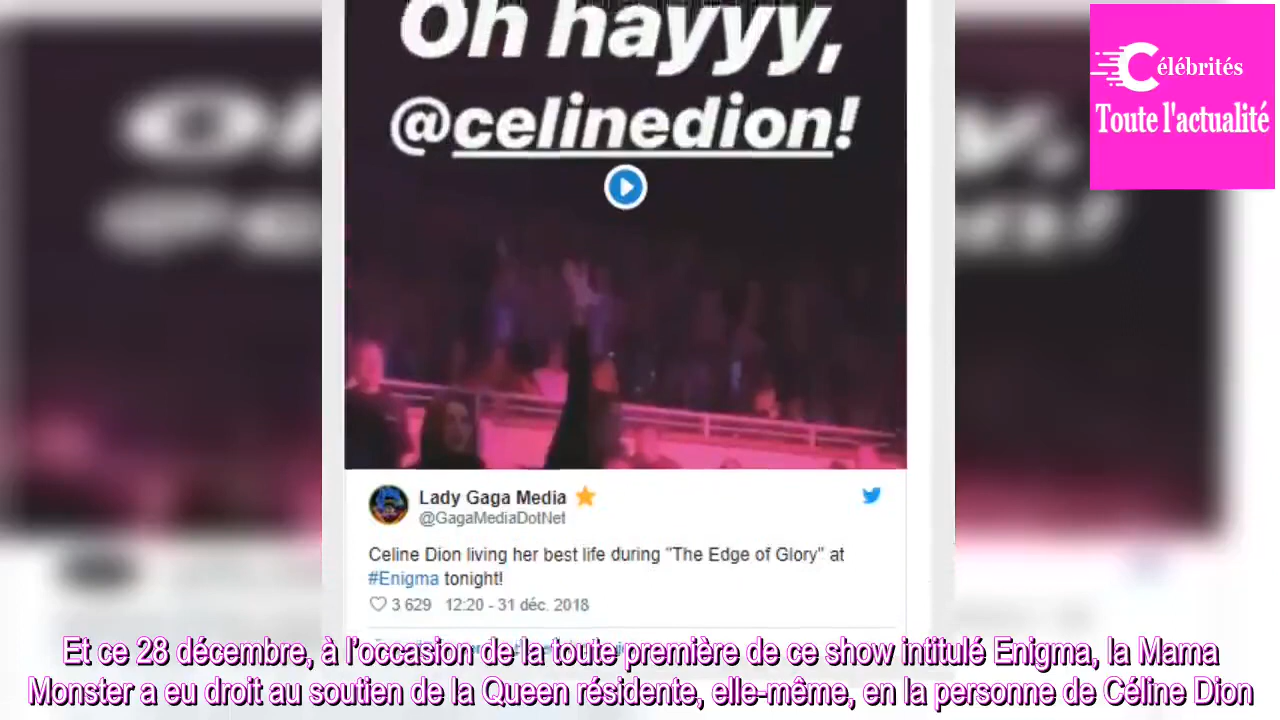 Oh hayyy,
@celinedion!
Célébrités
Toute l'actualité
Lady Gaga Media
@GagaMediaDotNet
Celine Dion living her best life during "The Edge of Glory" at
#Enigma tonight!
3 629 12:20 - 31 déc. 2018
Et ce 28 décembre, à l'occasion de la toute première de ce show intitulé Enigma, la Mama
Monster a eu droit au soutien de la Queen résidente, elle-même, en la personne de Céline Dion